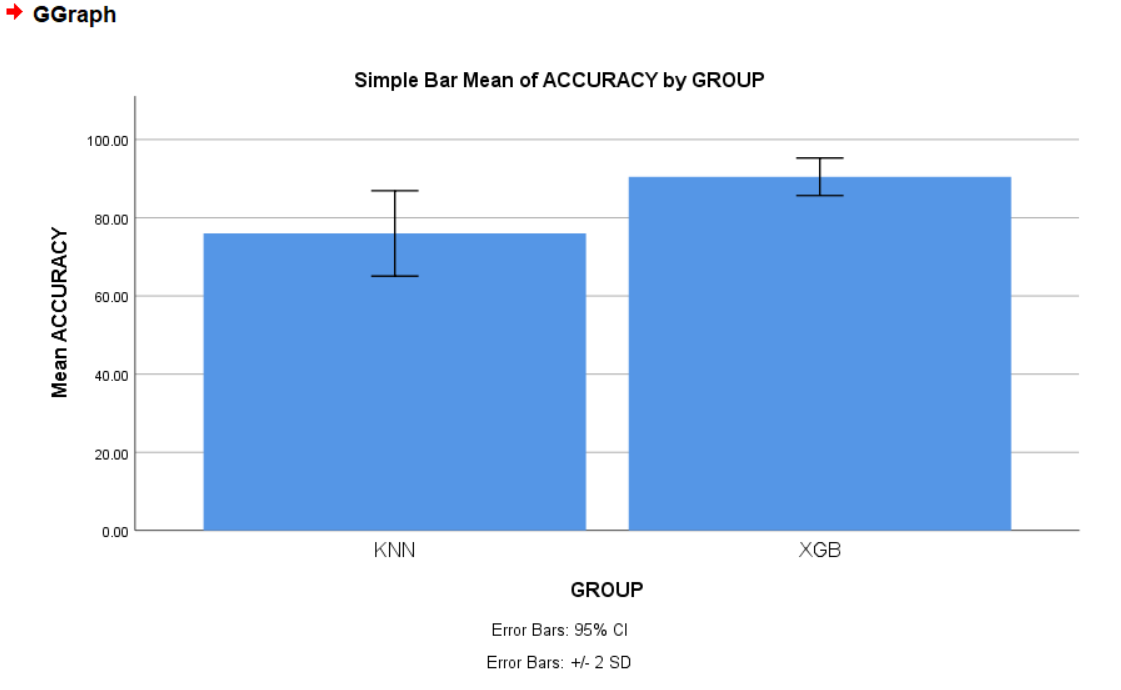 GGraph
Simple Bar Mean of ACCURACY by GROUP
100.00
80.00
60.00
40.00
20.00
0.00
Mean ACCURACY
KNN
XGB
GROUP
Error Bars: 95% CI
Error Bars: +/- 2 SD